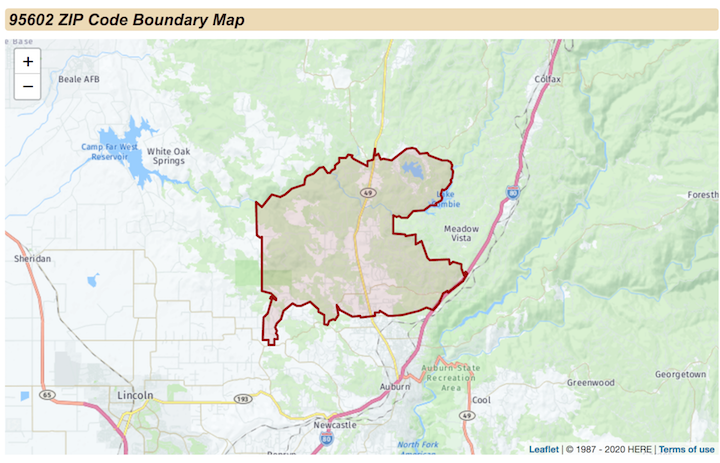 95602 ZIP Code Boundary Map
+
−
Beale AFB
Colfax
Camp Far West
Reservoir
White Oak
Springs
49
80
Lake
Combie
Meadow
Vista
Foresth
Sheridan
Auburn State
Recreation
Area
Auburn
Greenwood
Georgetown
65
Lincoln
193
Cool
49
Newcastle
80
North Fork
American
Leaflet | © 1987 - 2020 HERE | Terms of use